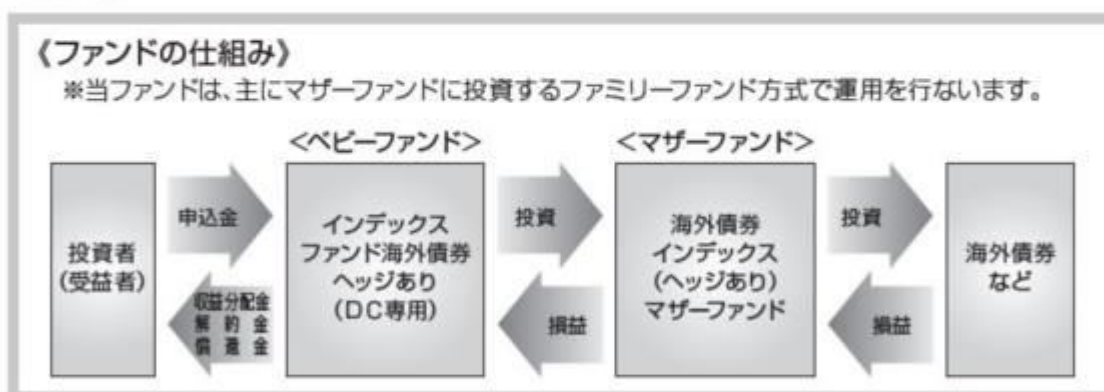 《ファンドの仕組み》
※当ファンドは、主にマザーファンドに投資するファミリーファンド方式で運用を行ないます。
<ベビーファンド>
<マザーファンド>
投資者
(受益者)
申込金
収益分配金
解約金
償還金
インデックス
ファンド海外債券
ヘッジあり
(DC専用)
投資
損益
海外債券
インデックス
(ヘッジあり)
マザーファンド
投資
損益
海外債券
など